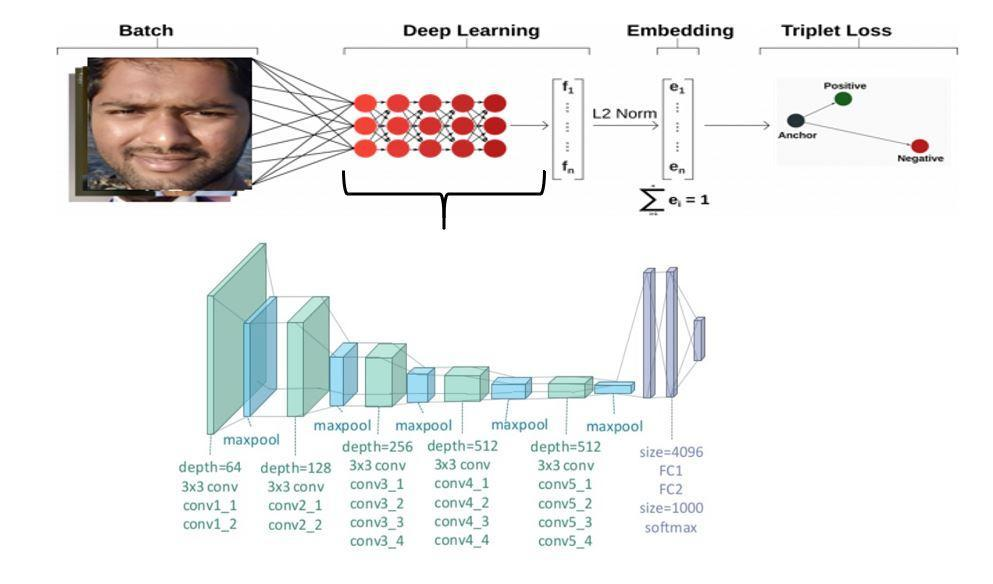 Batch
Deep Learning
Embedding
Triplet Loss
f1
fn
L2 Norm
e1
en
∑ ei = 1
Positive
Anchor
Negative
maxpool
maxpool
maxpool
maxpool
maxpool
depth=64
3x3 conv
conv1_1
conv1_2
depth=128
3x3 conv
conv2_1
conv2_2
depth=256
3x3 conv
conv3_1
conv3_2
conv3_3
conv3_4
depth=512
3x3 conv
conv4_1
conv4_2
conv4_3
conv4_4
depth=512
3x3 conv
conv5_1
conv5_2
conv5_3
conv5_4
size=4096
FC1
FC2
size=1000
softmax